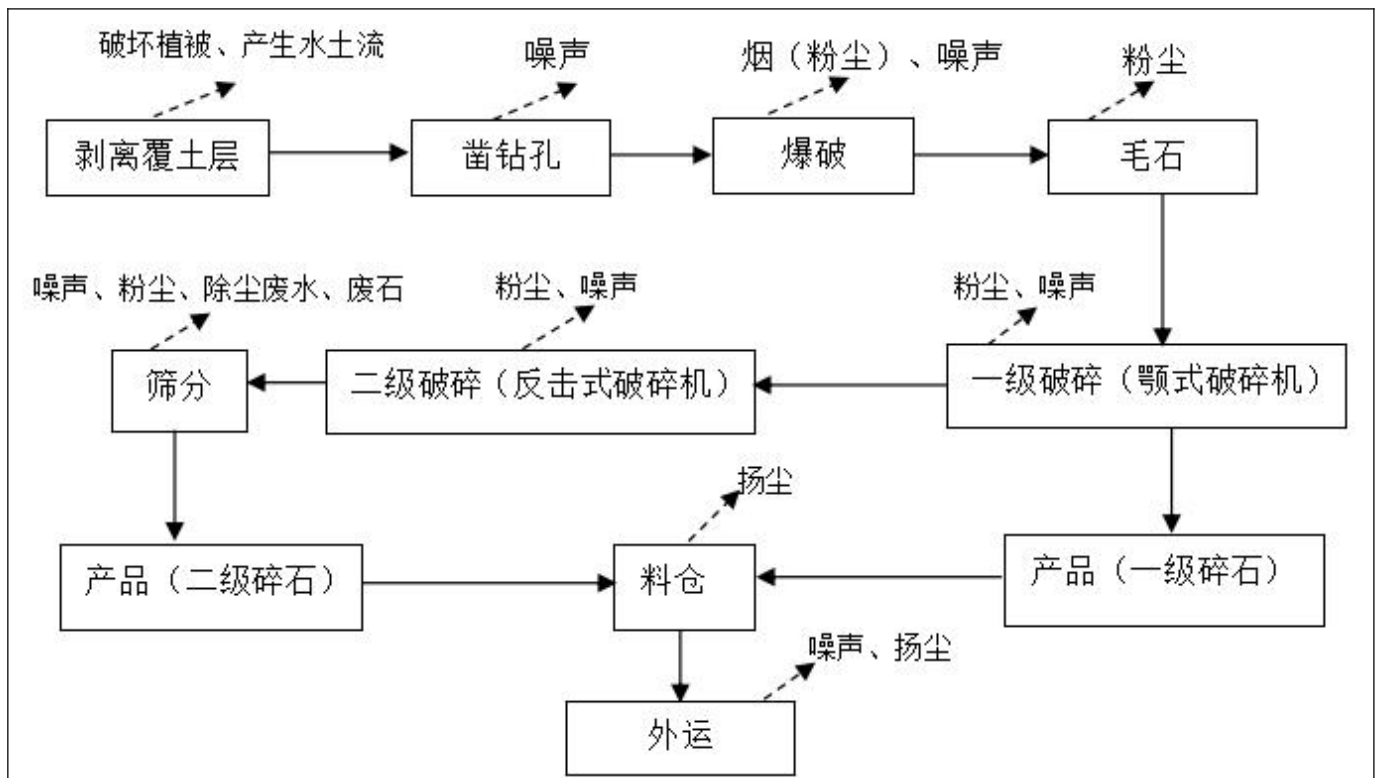 破坏植被、产生水土流
噪声
烟（粉尘）、噪声
粉尘
剥离覆土层
凿钻孔
爆破
毛石
噪声、粉尘、除尘废水、废石
粉尘、噪声
粉尘、噪声
筛分
二级破碎（反击式破碎机）
一级破碎（颚式破碎机）
扬尘
产品（二级碎石）
料仓
产品（一级碎石）
噪声、扬尘
外运